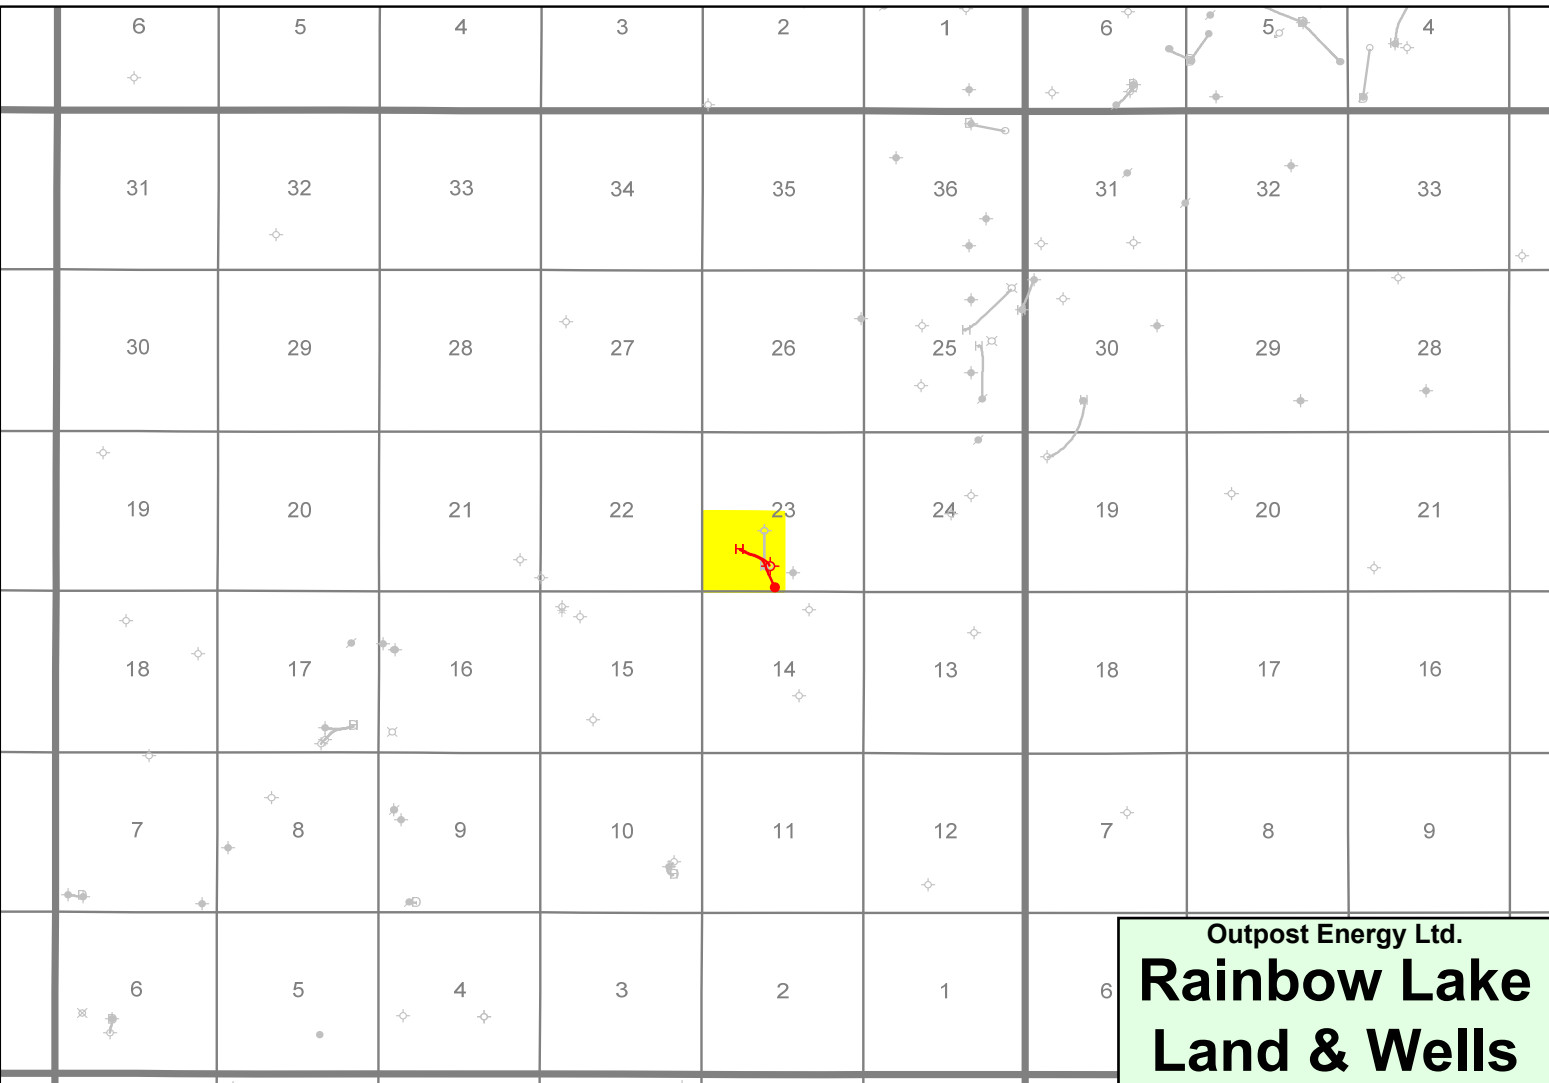 6 5 4 3 2 1 6 5 4
31 32 33 34 35 36 31 32 33
30 29 28 27 26 25 30 29 28
19 20 21 22 23 24 19 20 21
18 17 16 15 14 13 18 17 16
7 8 9 10 11 12 7 8 9
6 5 4 3 2 1 6
Outpost Energy Ltd.
Rainbow Lake
Land & Wells